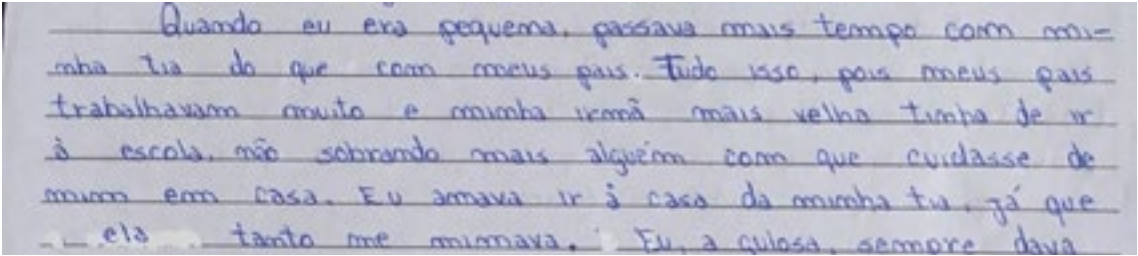 Quando eu era pequena, passava mais tempo com mi-
nha tia do que com meus pais. Tudo isso, pois meus pais
trabalhavam muito e minha irmã mais velha tinha de ir
à escola, não sobrando mais alguém com que cuidasse de
mim em casa. Eu amava ir à casa da minha tia, já que
ela tanto me mimava. Eu, a gulosa, sempre dava